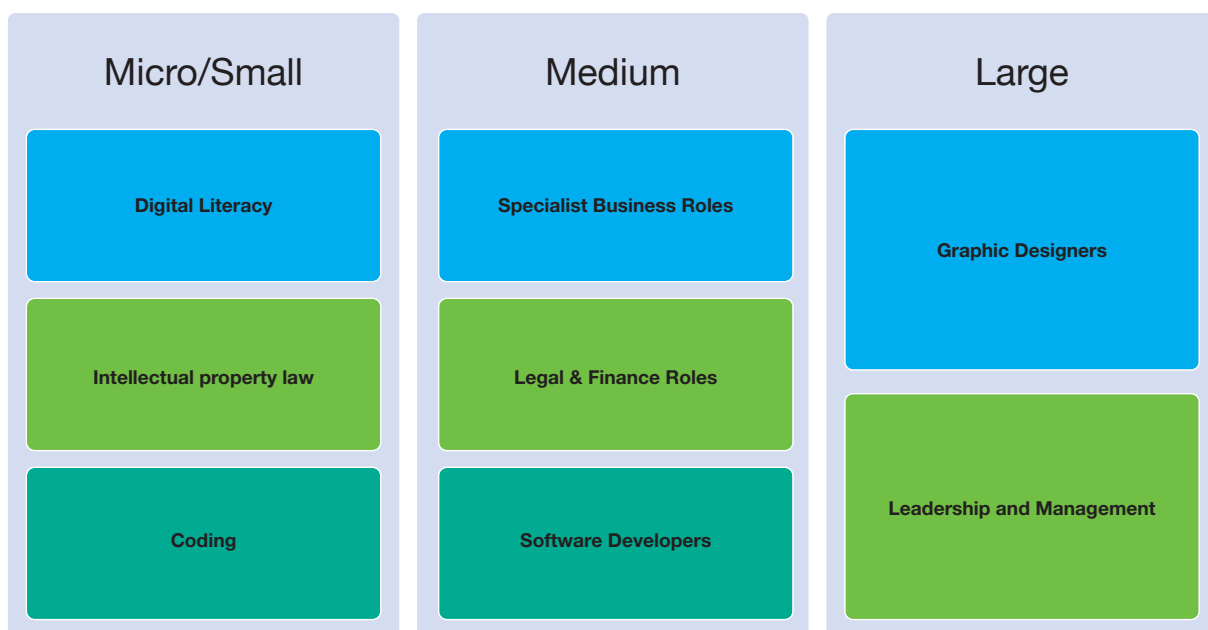 Micro/Small
Digital Literacy
Intellectual property law
Coding
Medium
Specialist Business Roles
Legal & Finance Roles
Software Developers
Large
Graphic Designers
Leadership and Management